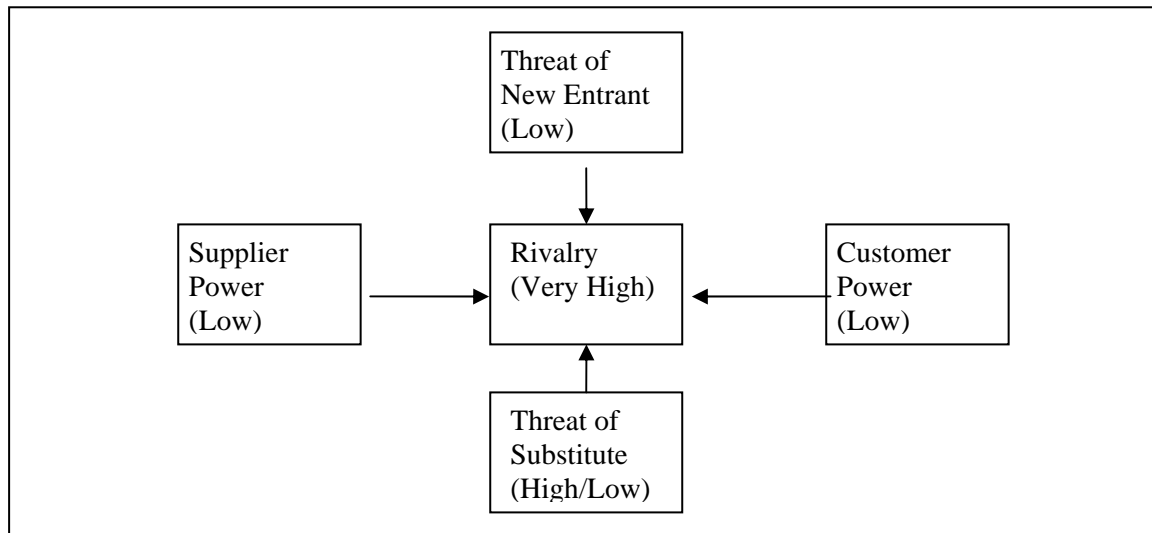 Threat of
New Entrant
(Low)
Supplier
Power
(Low)
Rivalry
(Very High)
Customer
Power
(Low)
Threat of
Substitute
(High/Low)